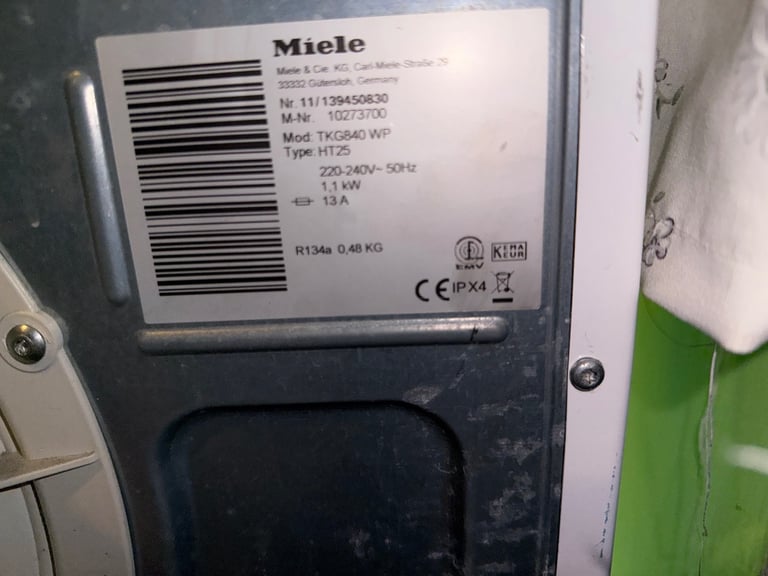 Miele
Miele & Cie. KG, Carl-Miele-Straße 29
33332 Gütersloh, Germany
Nr. 11/139450830
M-Nr. 10273700
Mod: TKG840 WP
Type: HT25
220-240V~ 50Hz
1,1 kW
13 A
R134a 0,48 KG
EMV
KEMA
KEUR
CE IPX4